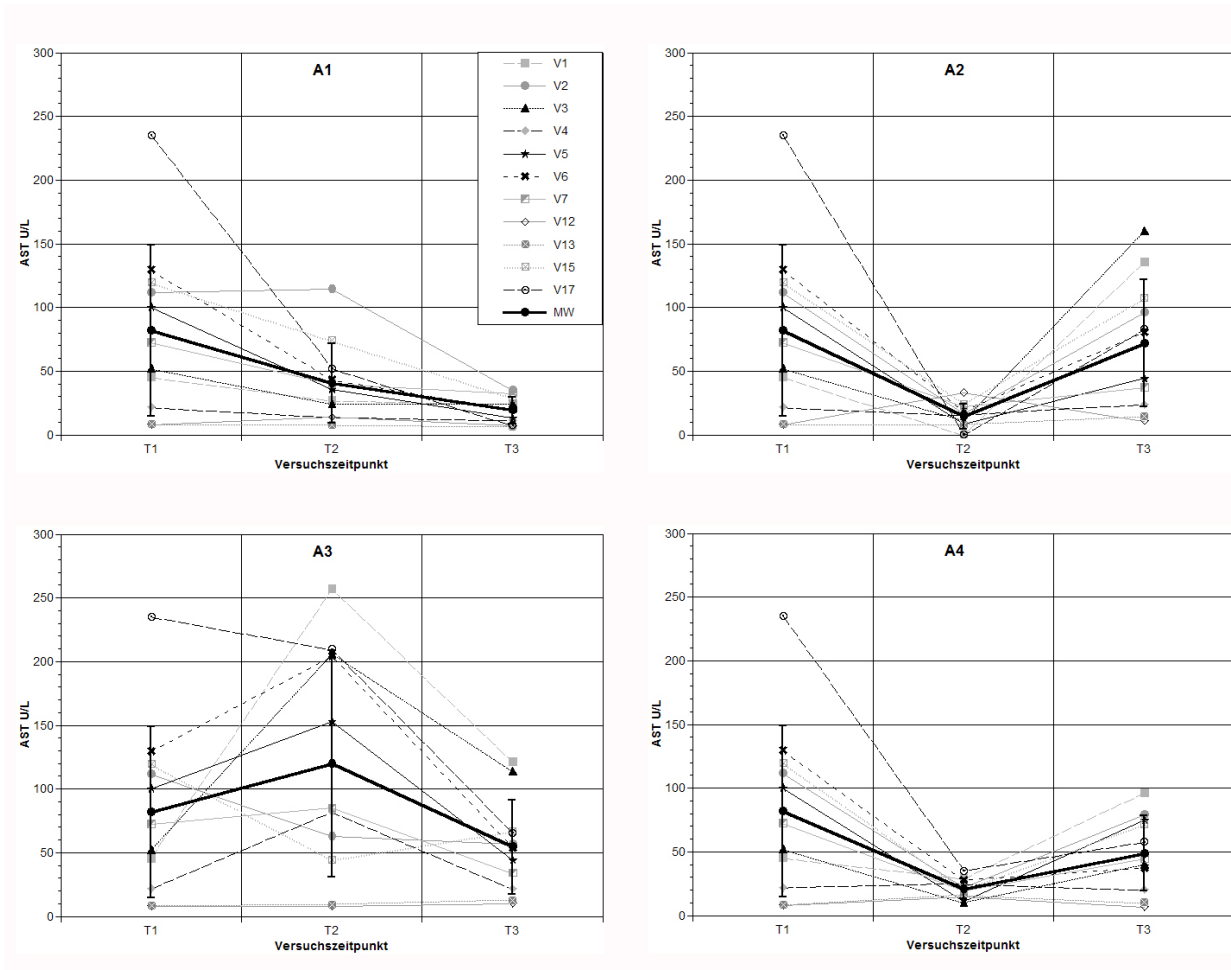 A1
300
250
200
150
100
50
0
AST U/L
T1 T2 T3
Versuchszeitpunkt
V1
V2
V3
V4
V5
V6
V7
V12
V13
V15
V17
MW
A2
300
250
200
150
100
50
0
AST U/L
T1 T2 T3
Versuchszeitpunkt
A3
300
250
200
150
100
50
0
AST U/L
T1 T2 T3
Versuchszeitpunkt
A4
300
250
200
150
100
50
0
AST U/L
T1 T2 T3
Versuchszeitpunkt